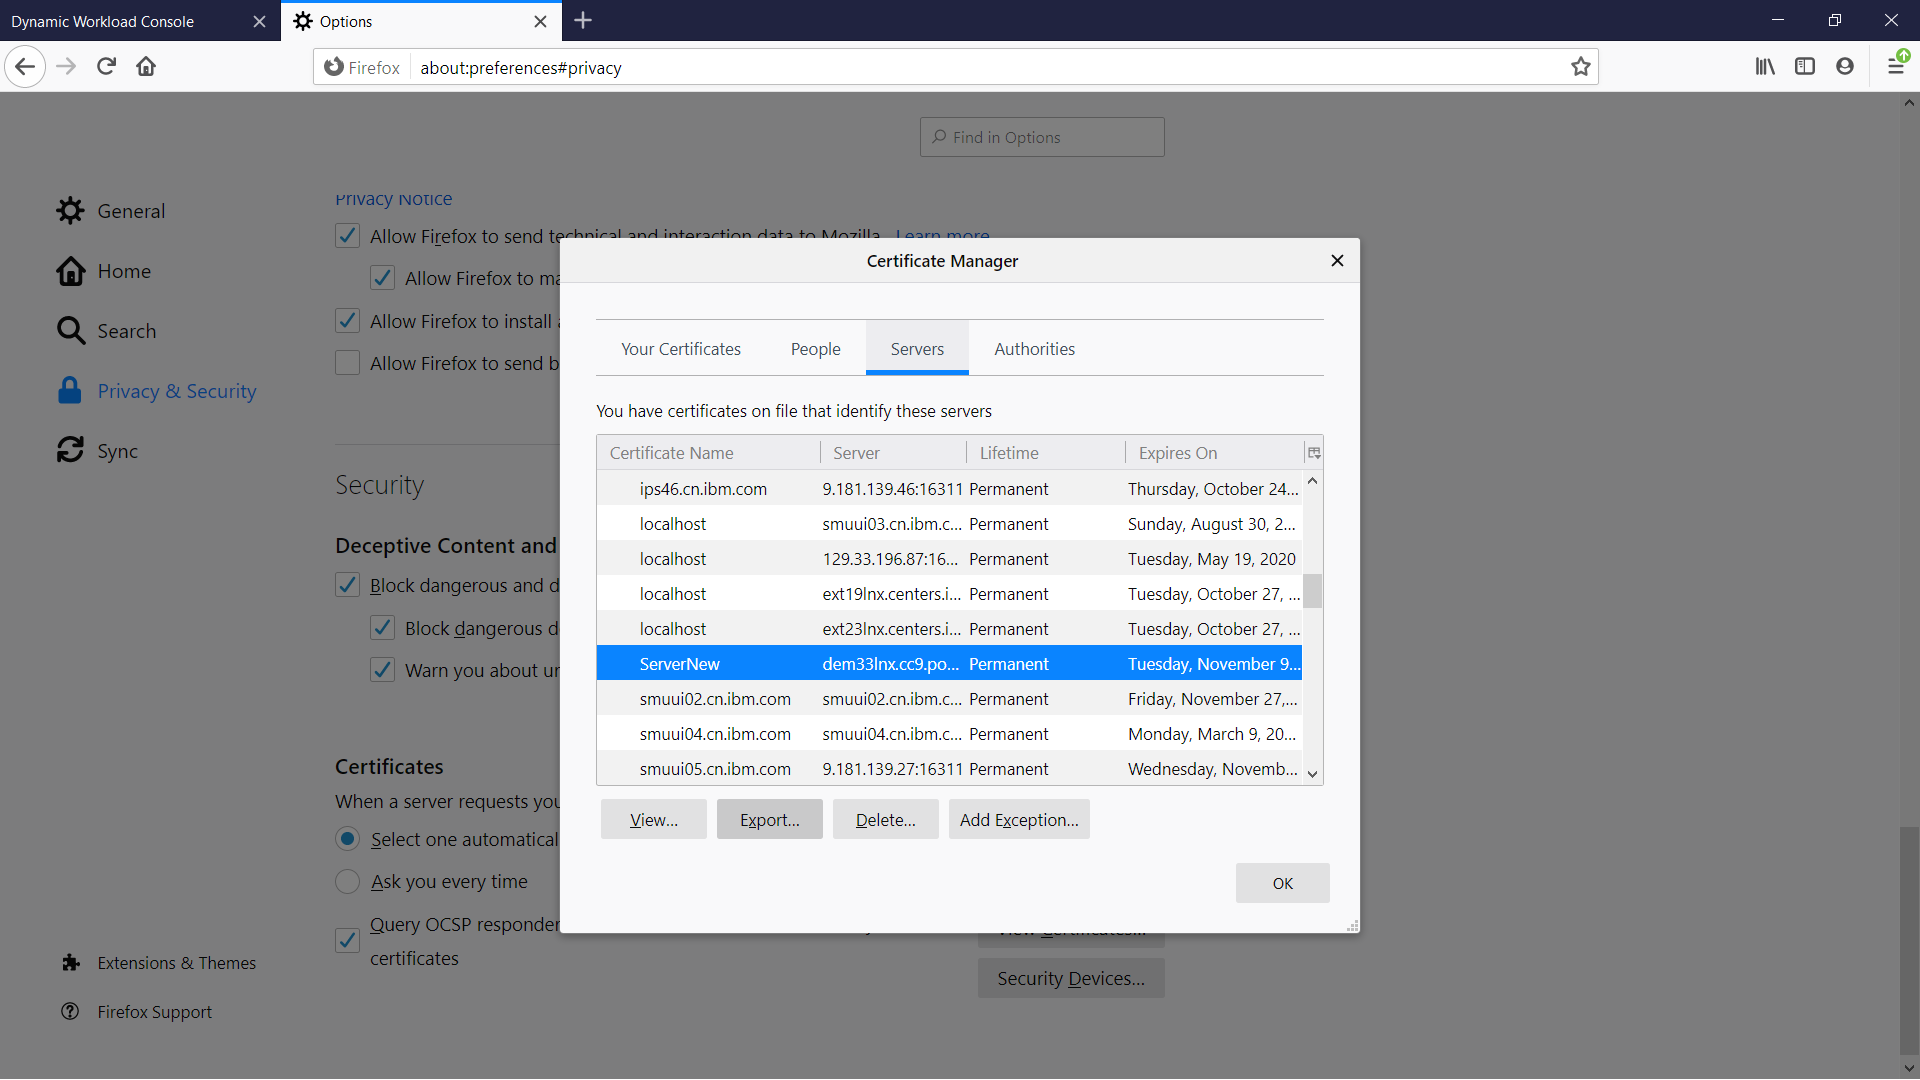 Dynamic Workload Console
Options
Firefox
about:preferences#privacy
Find in Options
General
Home
Search
Privacy & Security
Sync
Extensions & Themes
Firefox Support
Privacy Notice
Allow Firefox to send technical and interaction data to Mozilla Learn more
Allow Firefox to ma
Allow Firefox to install
Allow Firefox to send b
Security
Deceptive Content and
Block dangerous and d
Block dangerous d
Warn you about un
Certificates
When a server requests you
Select one automatical
Ask you every time
Query OCSP responder
certificates
View Certificates...
Security Devices...
Certificate Manager
Your Certificates People Servers Authorities
You have certificates on file that identify these servers
Certificate Name Server Lifetime Expires On
ips46.cn.ibm.com 9.181.139.46:16311 Permanent Thursday, October 24...
localhost smuui03.cn.ibm.c... Permanent Sunday, August 30, 2...
localhost 129.33.196.87:16... Permanent Tuesday, May 19, 2020
localhost ext19lnx.centers.i... Permanent Tuesday, October 27, ...
localhost ext23lnx.centers.i... Permanent Tuesday, October 27, ...
ServerNew dem33lnx.cc9.po... Permanent Tuesday, November 9...
smuui02.cn.ibm.com smuui02.cn.ibm.c... Permanent Friday, November 27,...
smuui04.cn.ibm.com smuui04.cn.ibm.c... Permanent Monday, March 9, 20...
smuui05.cn.ibm.com 9.181.139.27:16311 Permanent Wednesday, Novemb...
View... Export... Delete... Add Exception...
OK